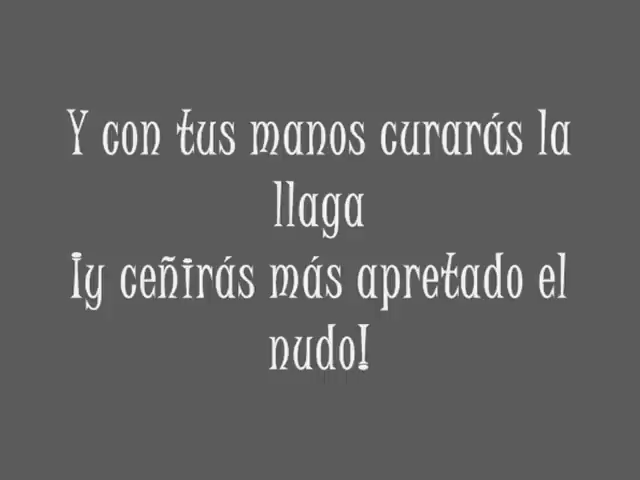 Y con tus manos curarás la
llaga
¡y ceñirás más apretado el
nudo!